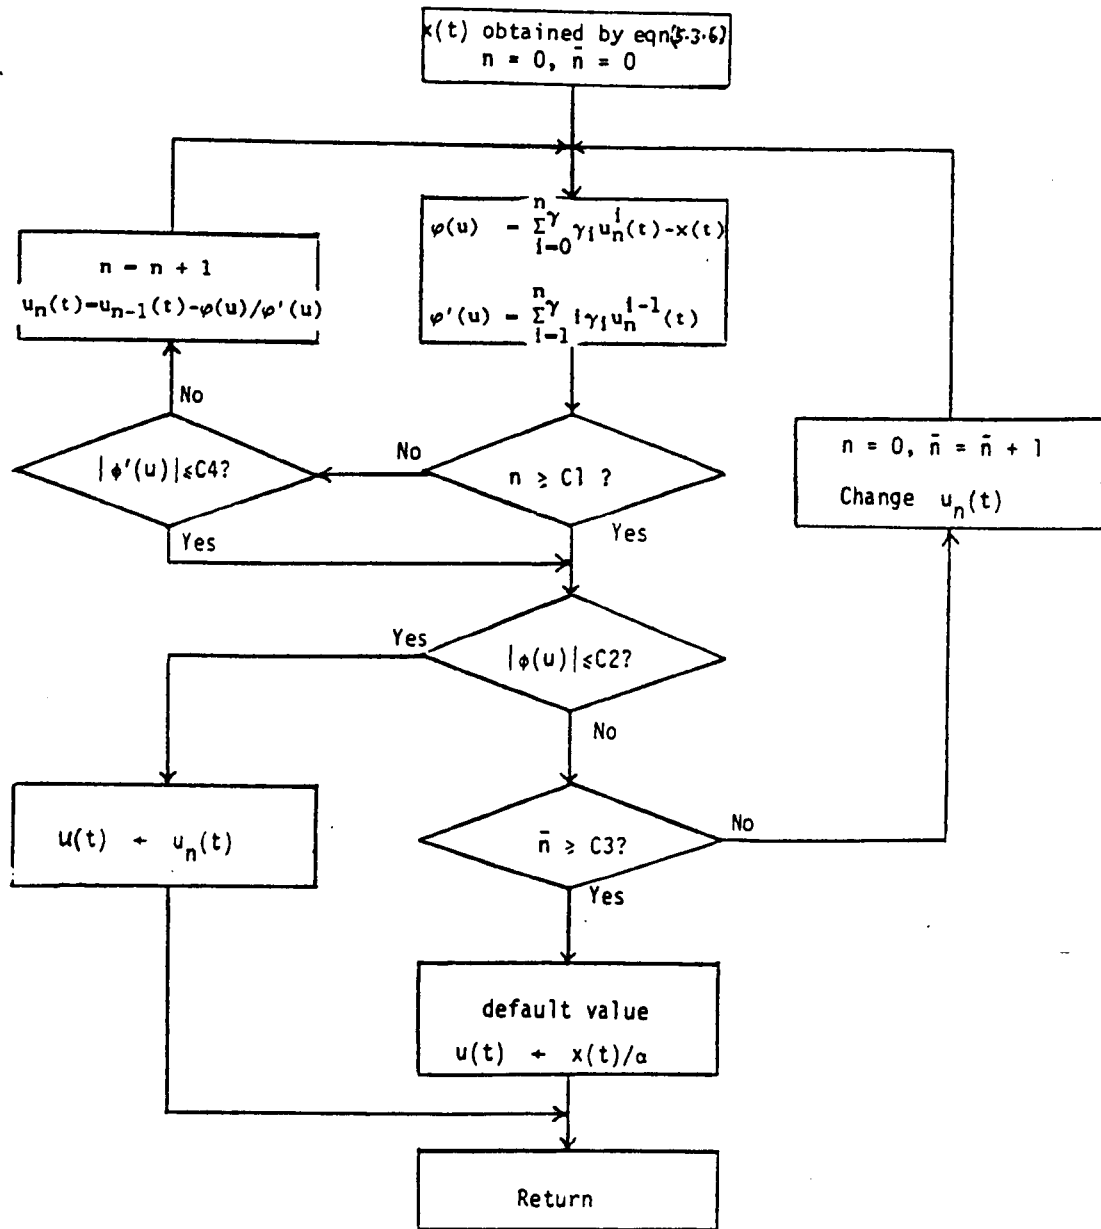 x(t) obtained by eqn(5.3.6)
n = 0, n̄ = 0
φ(u) = Σ_{i=0}^{n_γ} γ_i u_n^i(t)-x(t)
φ'(u) = Σ_{i=1}^{n_γ} iγ_i u_n^{i-1}(t)
n = n + 1
u_n(t)=u_{n-1}(t)-φ(u)/φ'(u)
No
|φ'(u)|≤C4?
No
n ≥ C1 ?
n = 0, n̄ = n̄ + 1
Change u_n(t)
Yes
Yes
Yes
|φ(u)|≤C2?
No
u(t) ← u_n(t)
n̄ ≥ C3?
No
Yes
default value
u(t) ← x(t)/α
Return